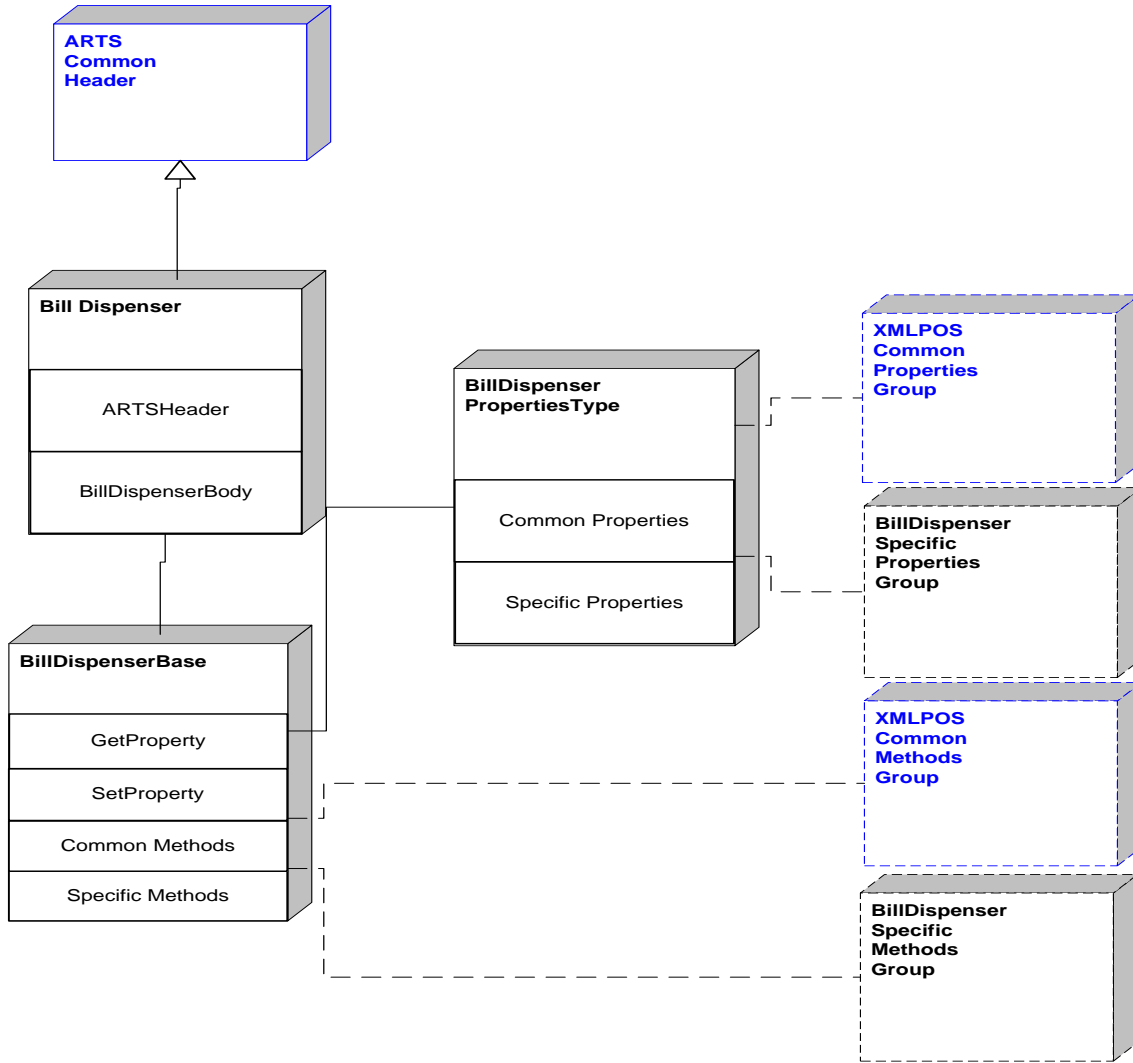 ARTS
Common
Header
Bill Dispenser
ARTSHeader
BillDispenserBody
BillDispenser
PropertiesType
Common Properties
Specific Properties
XMLPOS
Common
Properties
Group
BillDispenser
Specific
Properties
Group
BillDispenserBase
GetProperty
SetProperty
Common Methods
Specific Methods
XMLPOS
Common
Methods
Group
BillDispenser
Specific
Methods
Group